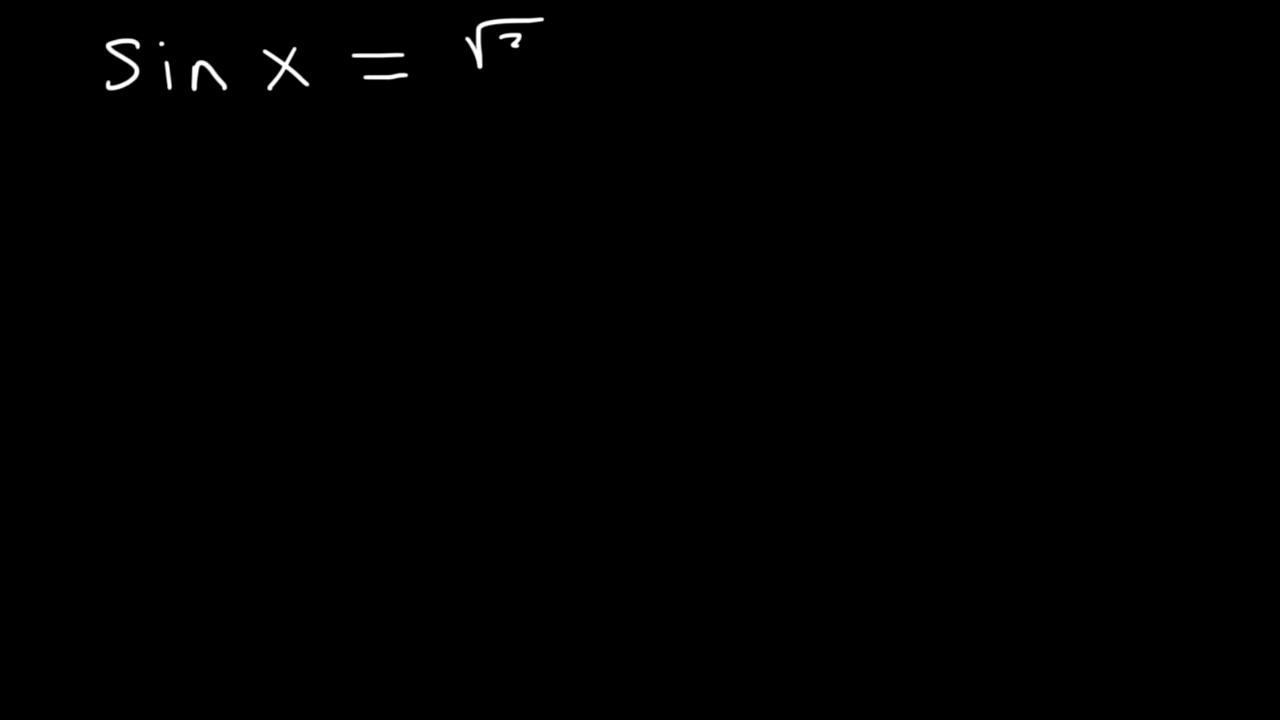 sin x = √